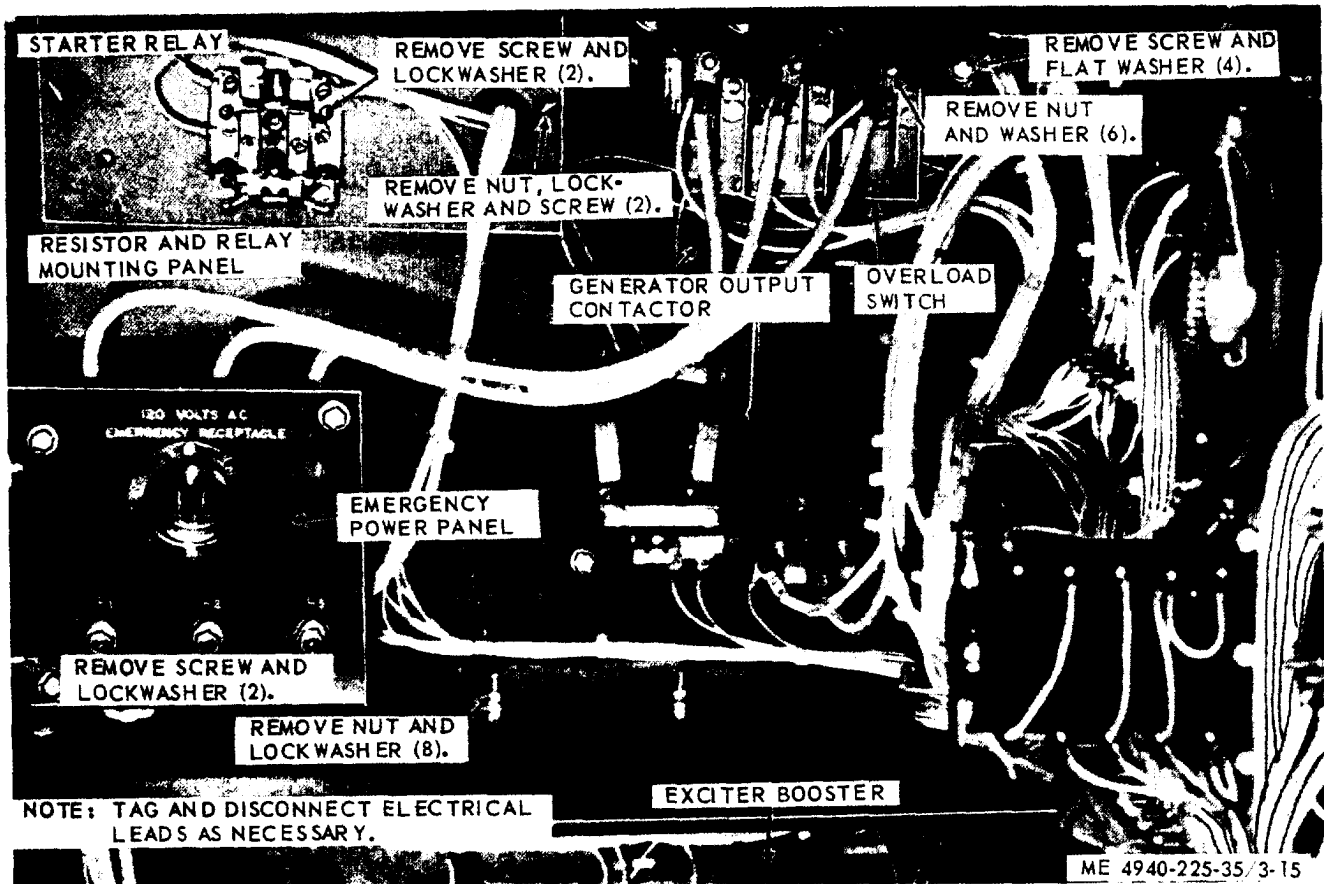 STARTER RELAY
REMOVE SCREW AND
LOCKWASHER (2).
REMOVE SCREW AND
FLAT WASHER (4).
REMOVE NUT
AND WASHER (6).
REMOVE NUT, LOCK-
WASHER AND SCREW (2).
RESISTOR AND RELAY
MOUNTING PANEL
GENERATOR OUTPUT
CONTACTOR
OVERLOAD
SWITCH
120 VOLTS AC
EMERGENCY RECEPTACLE
EMERGENCY
POWER PANEL
REMOVE SCREW AND
LOCKWASHER (2).
REMOVE NUT AND
LOCKWASHER (8).
EXCITER BOOSTER
NOTE: TAG AND DISCONNECT ELECTRICAL
LEADS AS NECESSARY.
ME 4940-225-35/3-15